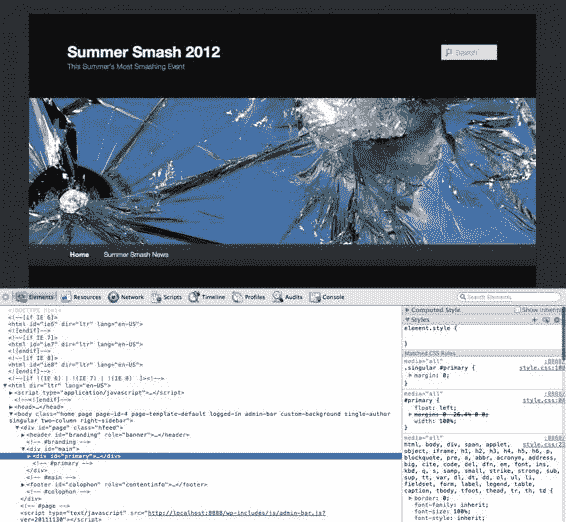 Summer Smash 2012
This Summer's Most Smashing Event
Search
Home Summer Smash News
Elements Resources Network Scripts Timeline Profiles Audits Console
Search Elements
<!DOCTYPE html>
<!--[if IE 6]>
<html id="ie6" dir="ltr" lang="en-US">
<![endif]-->
<!--[if IE 7]>
<html id="ie7" dir="ltr" lang="en-US">
<![endif]-->
<!--[if IE 8]>
<html id="ie8" dir="ltr" lang="en-US">
<![endif]-->
<!--[if !(IE 6) | !(IE 7) | !(IE 8)  ]><!-->
▼<html dir="ltr" lang="en-US">
▶<script type="application/javascript">…</script>
<!--<![endif]-->
▶<head>…</head>
▼<body class="home page page-id-4 page-template-default logged-in admin-bar custom-background single-author
singular two-column right-sidebar">
▼<div id="page" class="hfeed">
▶<header id="branding" role="banner">…</header>
<!-- #branding -->
▼<div id="main">
▶<div id="primary">…</div>
<!-- #primary -->
</div>
<!-- #main -->
▶<footer id="colophon" role="contentinfo">…</footer>
<!-- #colophon -->
</div>
<!-- #page -->
<script type="text/javascript" src="http://localhost:8888/wp-includes/js/admin-bar.js?
ver=20111130"></script>
▶ Computed Style Show inherited
▼ Styles
element.style {
}
Matched CSS Rules
media="all" :8888/
.singular #primary { style.css:100
▶ margin: 0;
}
media="all" :8888/
#primary { style.css:
float: left;
▶ margin: 0 -26.4% 0 0;
width: 100%;
}
media="all" :8888/
html, body, div, span, applet, style.css:2
object, iframe, h1, h2, h3, h4, h5, h6, p,
blockquote, pre, a, abbr, acronym, address,
big, cite, code, del, dfn, em, font, ins,
kbd, q, s, samp, small, strike, strong, sub,
sup, tt, var, dl, dt, dd, ol, ul, li,
fieldset, form, label, legend, table,
caption, tbody, tfoot, thead, tr, th, td {
▶ border: 0;
font-family: inherit;
font-size: 100%;
font-style: inherit;